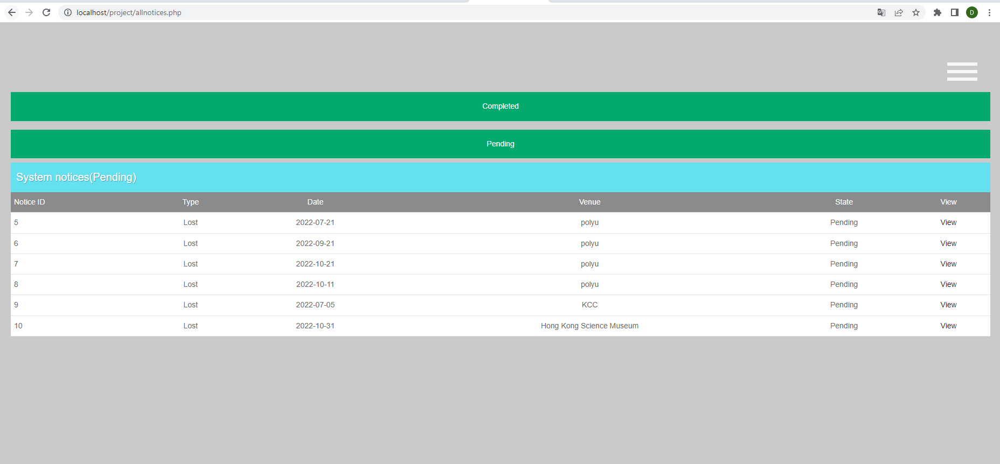 localhost/project/allnotices.php
D
Completed
Pending
System notices(Pending)
Notice ID Type Date Venue State View
5 Lost 2022-07-21 polyu Pending View
6 Lost 2022-09-21 polyu Pending View
7 Lost 2022-10-21 polyu Pending View
8 Lost 2022-10-11 polyu Pending View
9 Lost 2022-07-05 KCC Pending View
10 Lost 2022-10-31 Hong Kong Science Museum Pending View